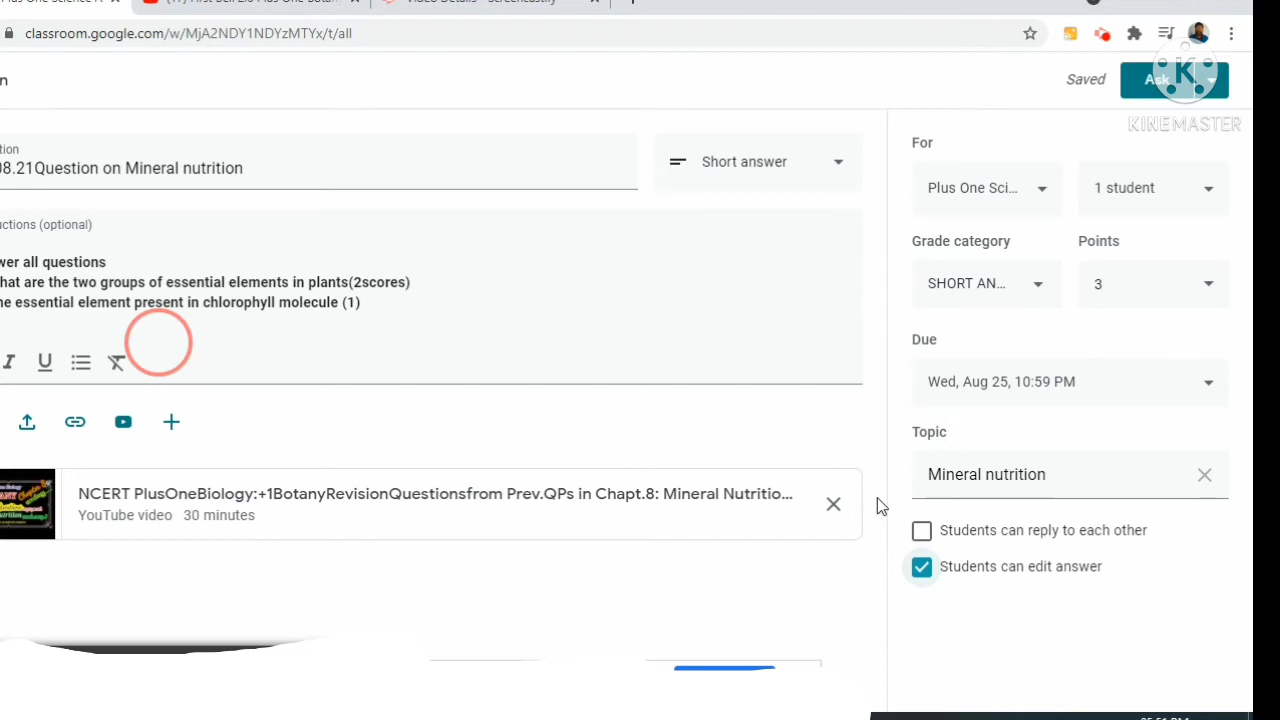 classroom.google.com/w/MjA2NDY1NDYzMTYx/t/all
Saved
Ask
K
KINEMASTER
08.21Question on Mineral nutrition
Short answer
(optional)
all questions
are the two groups of essential elements in plants(2scores)
essential element present in chlorophyll molecule (1)
NCERT PlusOneBiology:+1BotanyRevisionQuestionsfrom Prev.QPs in Chapt.8: Mineral Nutritio...
YouTube video 30 minutes
For
Plus One Sci...
1 student
Grade category
Points
SHORT AN...
3
Due
Wed, Aug 25, 10:59 PM
Topic
Mineral nutrition
Students can reply to each other
Students can edit answer